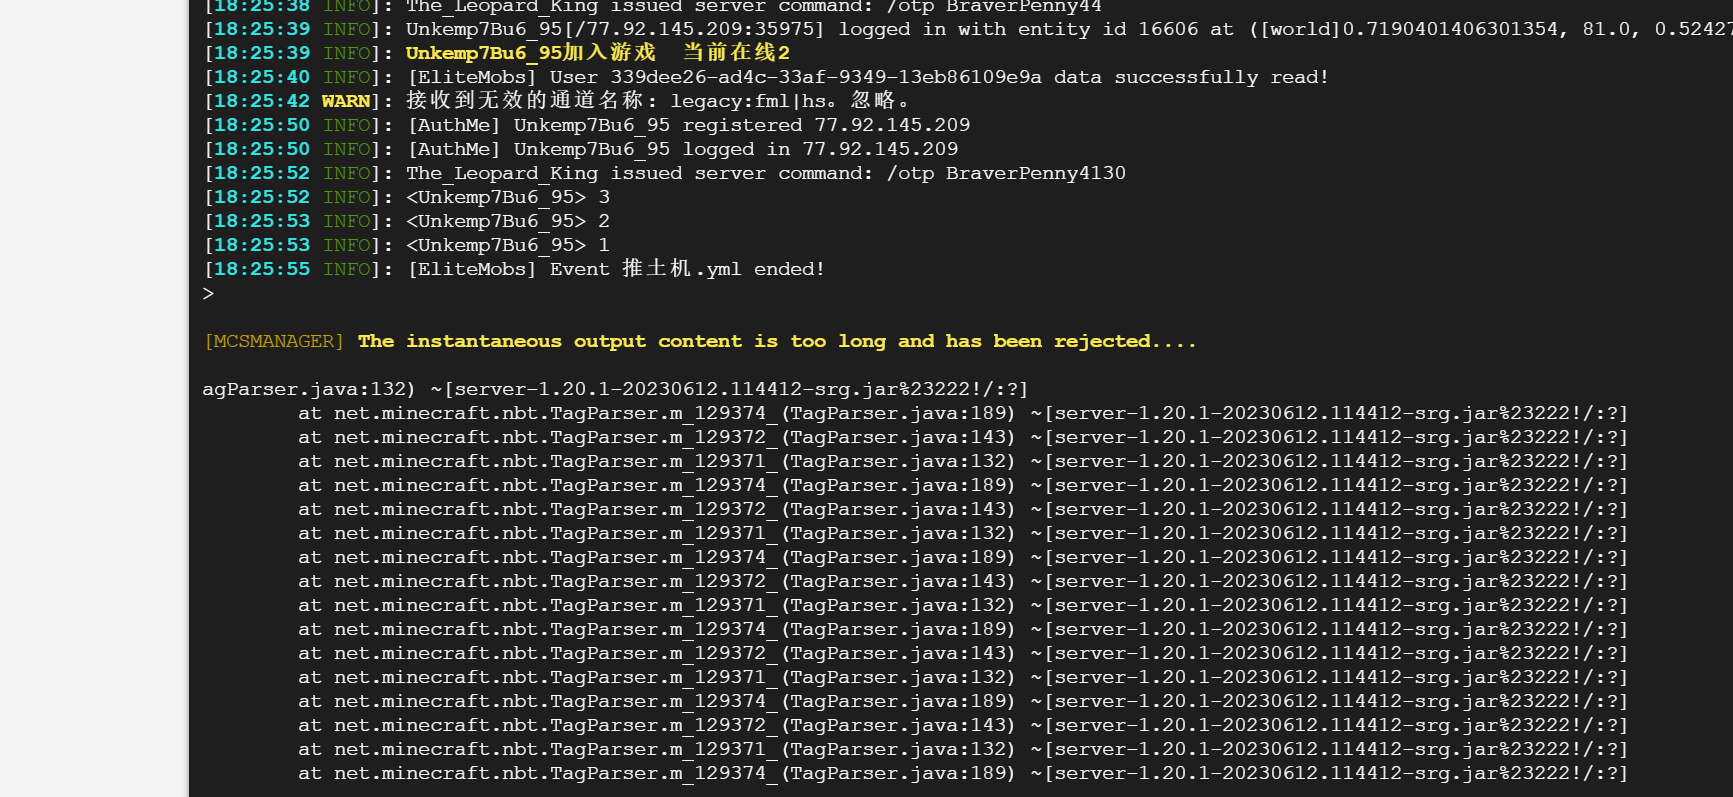 [18:25:38 INFO]: The_Leopard_King issued server command: /otp BraverPenny44
[18:25:39 INFO]: Unkemp7Bu6_95[/77.92.145.209:35975] logged in with entity id 16606 at ([world]0.7190401406301354, 81.0, 0.52427
[18:25:39 INFO]: Unkemp7Bu6_95加入游戏 当前在线2
[18:25:40 INFO]: [EliteMobs] User 339dee26-ad4c-33af-9349-13eb86109e9a data successfully read!
[18:25:42 WARN]: 接收到无效的通道名称: legacy:fml|hs。忽略。
[18:25:50 INFO]: [AuthMe] Unkemp7Bu6_95 registered 77.92.145.209
[18:25:50 INFO]: [AuthMe] Unkemp7Bu6_95 logged in 77.92.145.209
[18:25:52 INFO]: The_Leopard_King issued server command: /otp BraverPenny4130
[18:25:52 INFO]: <Unkemp7Bu6_95> 3
[18:25:53 INFO]: <Unkemp7Bu6_95> 2
[18:25:53 INFO]: <Unkemp7Bu6_95> 1
[18:25:55 INFO]: [EliteMobs] Event 推土机.yml ended!
>
[MCSMANAGER] The instantaneous output content is too long and has been rejected....
agParser.java:132) ~[server-1.20.1-20230612.114412-srg.jar%23222!/:?]
at net.minecraft.nbt.TagParser.m_129374_(TagParser.java:189) ~[server-1.20.1-20230612.114412-srg.jar%23222!/:?]
at net.minecraft.nbt.TagParser.m_129372_(TagParser.java:143) ~[server-1.20.1-20230612.114412-srg.jar%23222!/:?]
at net.minecraft.nbt.TagParser.m_129371_(TagParser.java:132) ~[server-1.20.1-20230612.114412-srg.jar%23222!/:?]
at net.minecraft.nbt.TagParser.m_129374_(TagParser.java:189) ~[server-1.20.1-20230612.114412-srg.jar%23222!/:?]
at net.minecraft.nbt.TagParser.m_129372_(TagParser.java:143) ~[server-1.20.1-20230612.114412-srg.jar%23222!/:?]
at net.minecraft.nbt.TagParser.m_129371_(TagParser.java:132) ~[server-1.20.1-20230612.114412-srg.jar%23222!/:?]
at net.minecraft.nbt.TagParser.m_129374_(TagParser.java:189) ~[server-1.20.1-20230612.114412-srg.jar%23222!/:?]
at net.minecraft.nbt.TagParser.m_129372_(TagParser.java:143) ~[server-1.20.1-20230612.114412-srg.jar%23222!/:?]
at net.minecraft.nbt.TagParser.m_129371_(TagParser.java:132) ~[server-1.20.1-20230612.114412-srg.jar%23222!/:?]
at net.minecraft.nbt.TagParser.m_129374_(TagParser.java:189) ~[server-1.20.1-20230612.114412-srg.jar%23222!/:?]
at net.minecraft.nbt.TagParser.m_129372_(TagParser.java:143) ~[server-1.20.1-20230612.114412-srg.jar%23222!/:?]
at net.minecraft.nbt.TagParser.m_129371_(TagParser.java:132) ~[server-1.20.1-20230612.114412-srg.jar%23222!/:?]
at net.minecraft.nbt.TagParser.m_129374_(TagParser.java:189) ~[server-1.20.1-20230612.114412-srg.jar%23222!/:?]
at net.minecraft.nbt.TagParser.m_129372_(TagParser.java:143) ~[server-1.20.1-20230612.114412-srg.jar%23222!/:?]
at net.minecraft.nbt.TagParser.m_129371_(TagParser.java:132) ~[server-1.20.1-20230612.114412-srg.jar%23222!/:?]
at net.minecraft.nbt.TagParser.m_129374_(TagParser.java:189) ~[server-1.20.1-20230612.114412-srg.jar%23222!/:?]